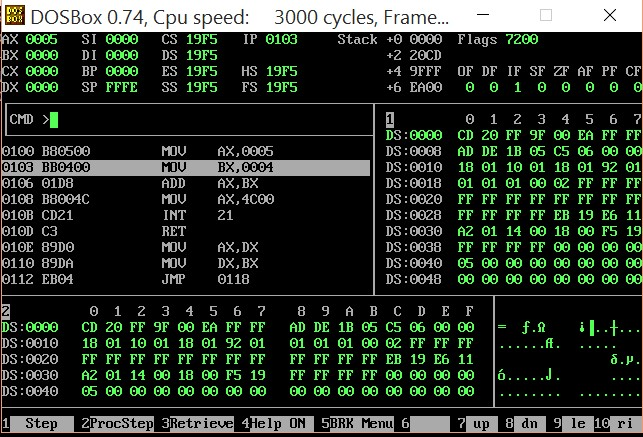 DOSBox 0.74, Cpu speed: 3000 cycles, Frame...
AX 0005 SI 0000 CS 19F5 IP 0103 Stack +0 0000 Flags 7200
BX 0000 DI 0000 DS 19F5 +2 20CD
CX 0000 BP 0000 ES 19F5 HS 19F5 +4 9FFF OF DF IF SF ZF AF PF CF
DX 0000 SP FFFE SS 19F5 FS 19F5 +6 EA00 0 0 1 0 0 0 0 0
CMD >
1 0 1 2 3 4 5 6 7
DS:0000 CD 20 FF 9F 00 EA FF FF
DS:0008 AD DE 1B 05 C5 06 00 00
DS:0010 18 01 10 01 18 01 92 01
DS:0018 01 01 01 00 02 FF FF FF
DS:0020 FF FF FF FF FF FF FF FF
DS:0028 FF FF FF FF EB 19 E6 11
DS:0030 A2 01 14 00 18 00 F5 19
DS:0038 FF FF FF FF 00 00 00 00
DS:0040 05 00 00 00 00 00 00 00
DS:0048 00 00 00 00 00 00 00 00
0100 B80500 MOV AX,0005
0103 BB0400 MOV BX,0004
0106 01D8 ADD AX,BX
0108 B8004C MOV AX,4C00
010B CD21 INT 21
010D C3 RET
010E 89D0 MOV AX,DX
0110 89DA MOV DX,BX
0112 EB04 JMP 0118
2 0 1 2 3 4 5 6 7 8 9 A B C D E F
DS:0000 CD 20 FF 9F 00 EA FF FF AD DE 1B 05 C5 06 00 00
DS:0010 18 01 10 01 18 01 92 01 01 01 01 00 02 FF FF FF
DS:0020 FF FF FF FF FF FF FF FF FF FF FF FF EB 19 E6 11
DS:0030 A2 01 14 00 18 00 F5 19 FF FF FF FF 00 00 00 00
DS:0040 05 00 00 00 00 00 00 00 00 00 00 00 00 00 00 00
1 Step 2ProcStep 3Retrieve 4Help ON 5BRK Menu 6 7 up 8 dn 9 le 10 ri